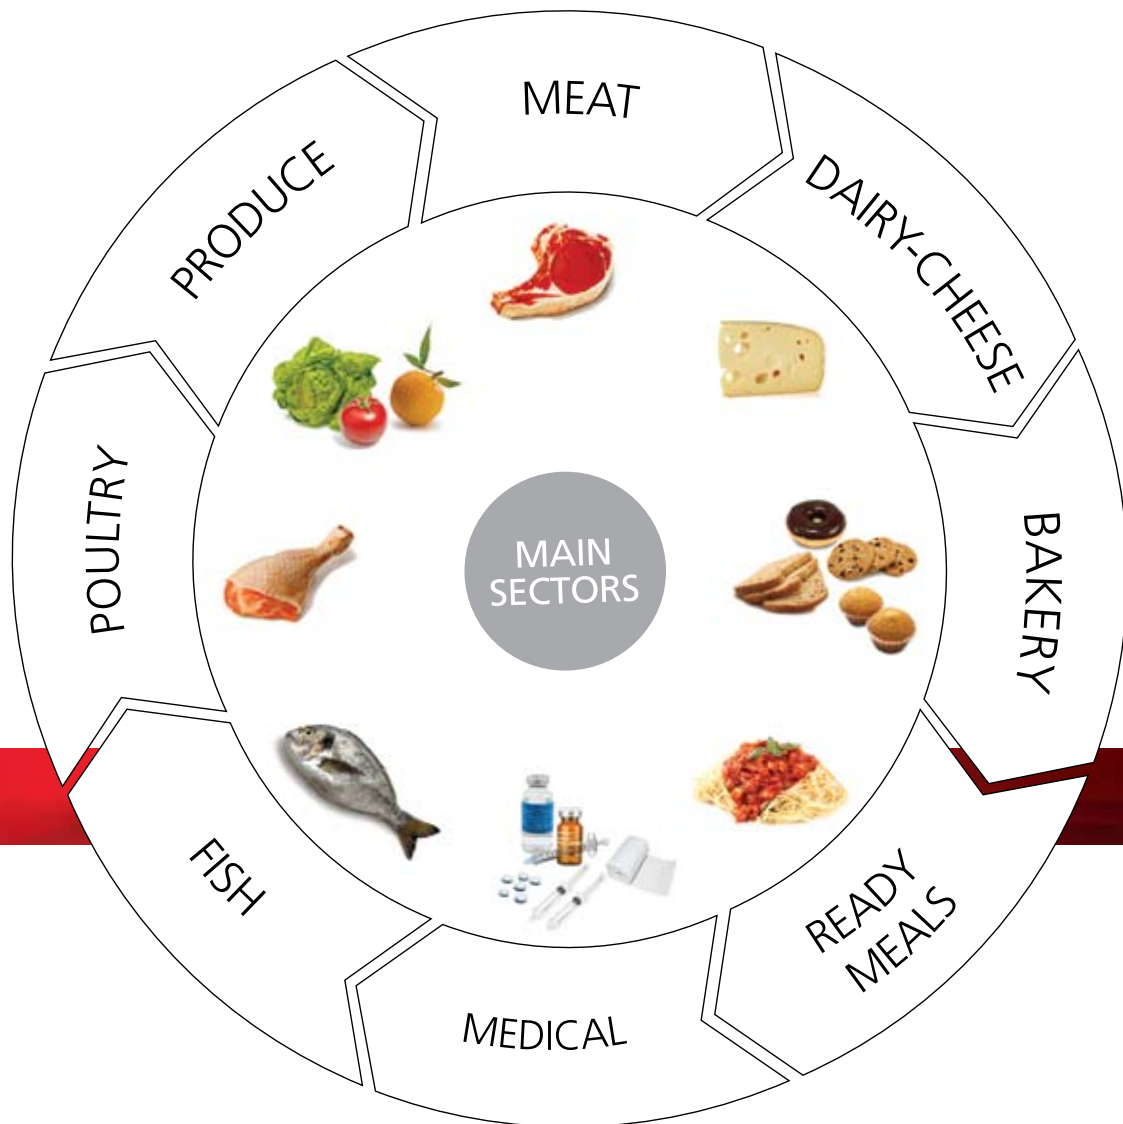 MEAT
DAIRY-CHEESE
BAKERY
READY
MEALS
MEDICAL
FISH
POULTRY
PRODUCE
MAIN
SECTORS